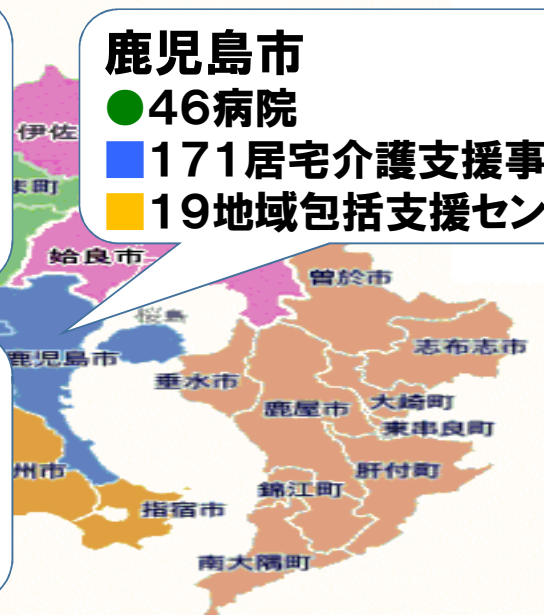 鹿児島市
●46病院
■171居宅介護支援事
■19地域包括支援セン
伊佐
ま町
姶良市
曽於市
桜島
鹿児島市
志布志市
垂水市
鹿屋市
大崎町
東串良町
州市
肝付町
錦江町
指宿市
南大隅町